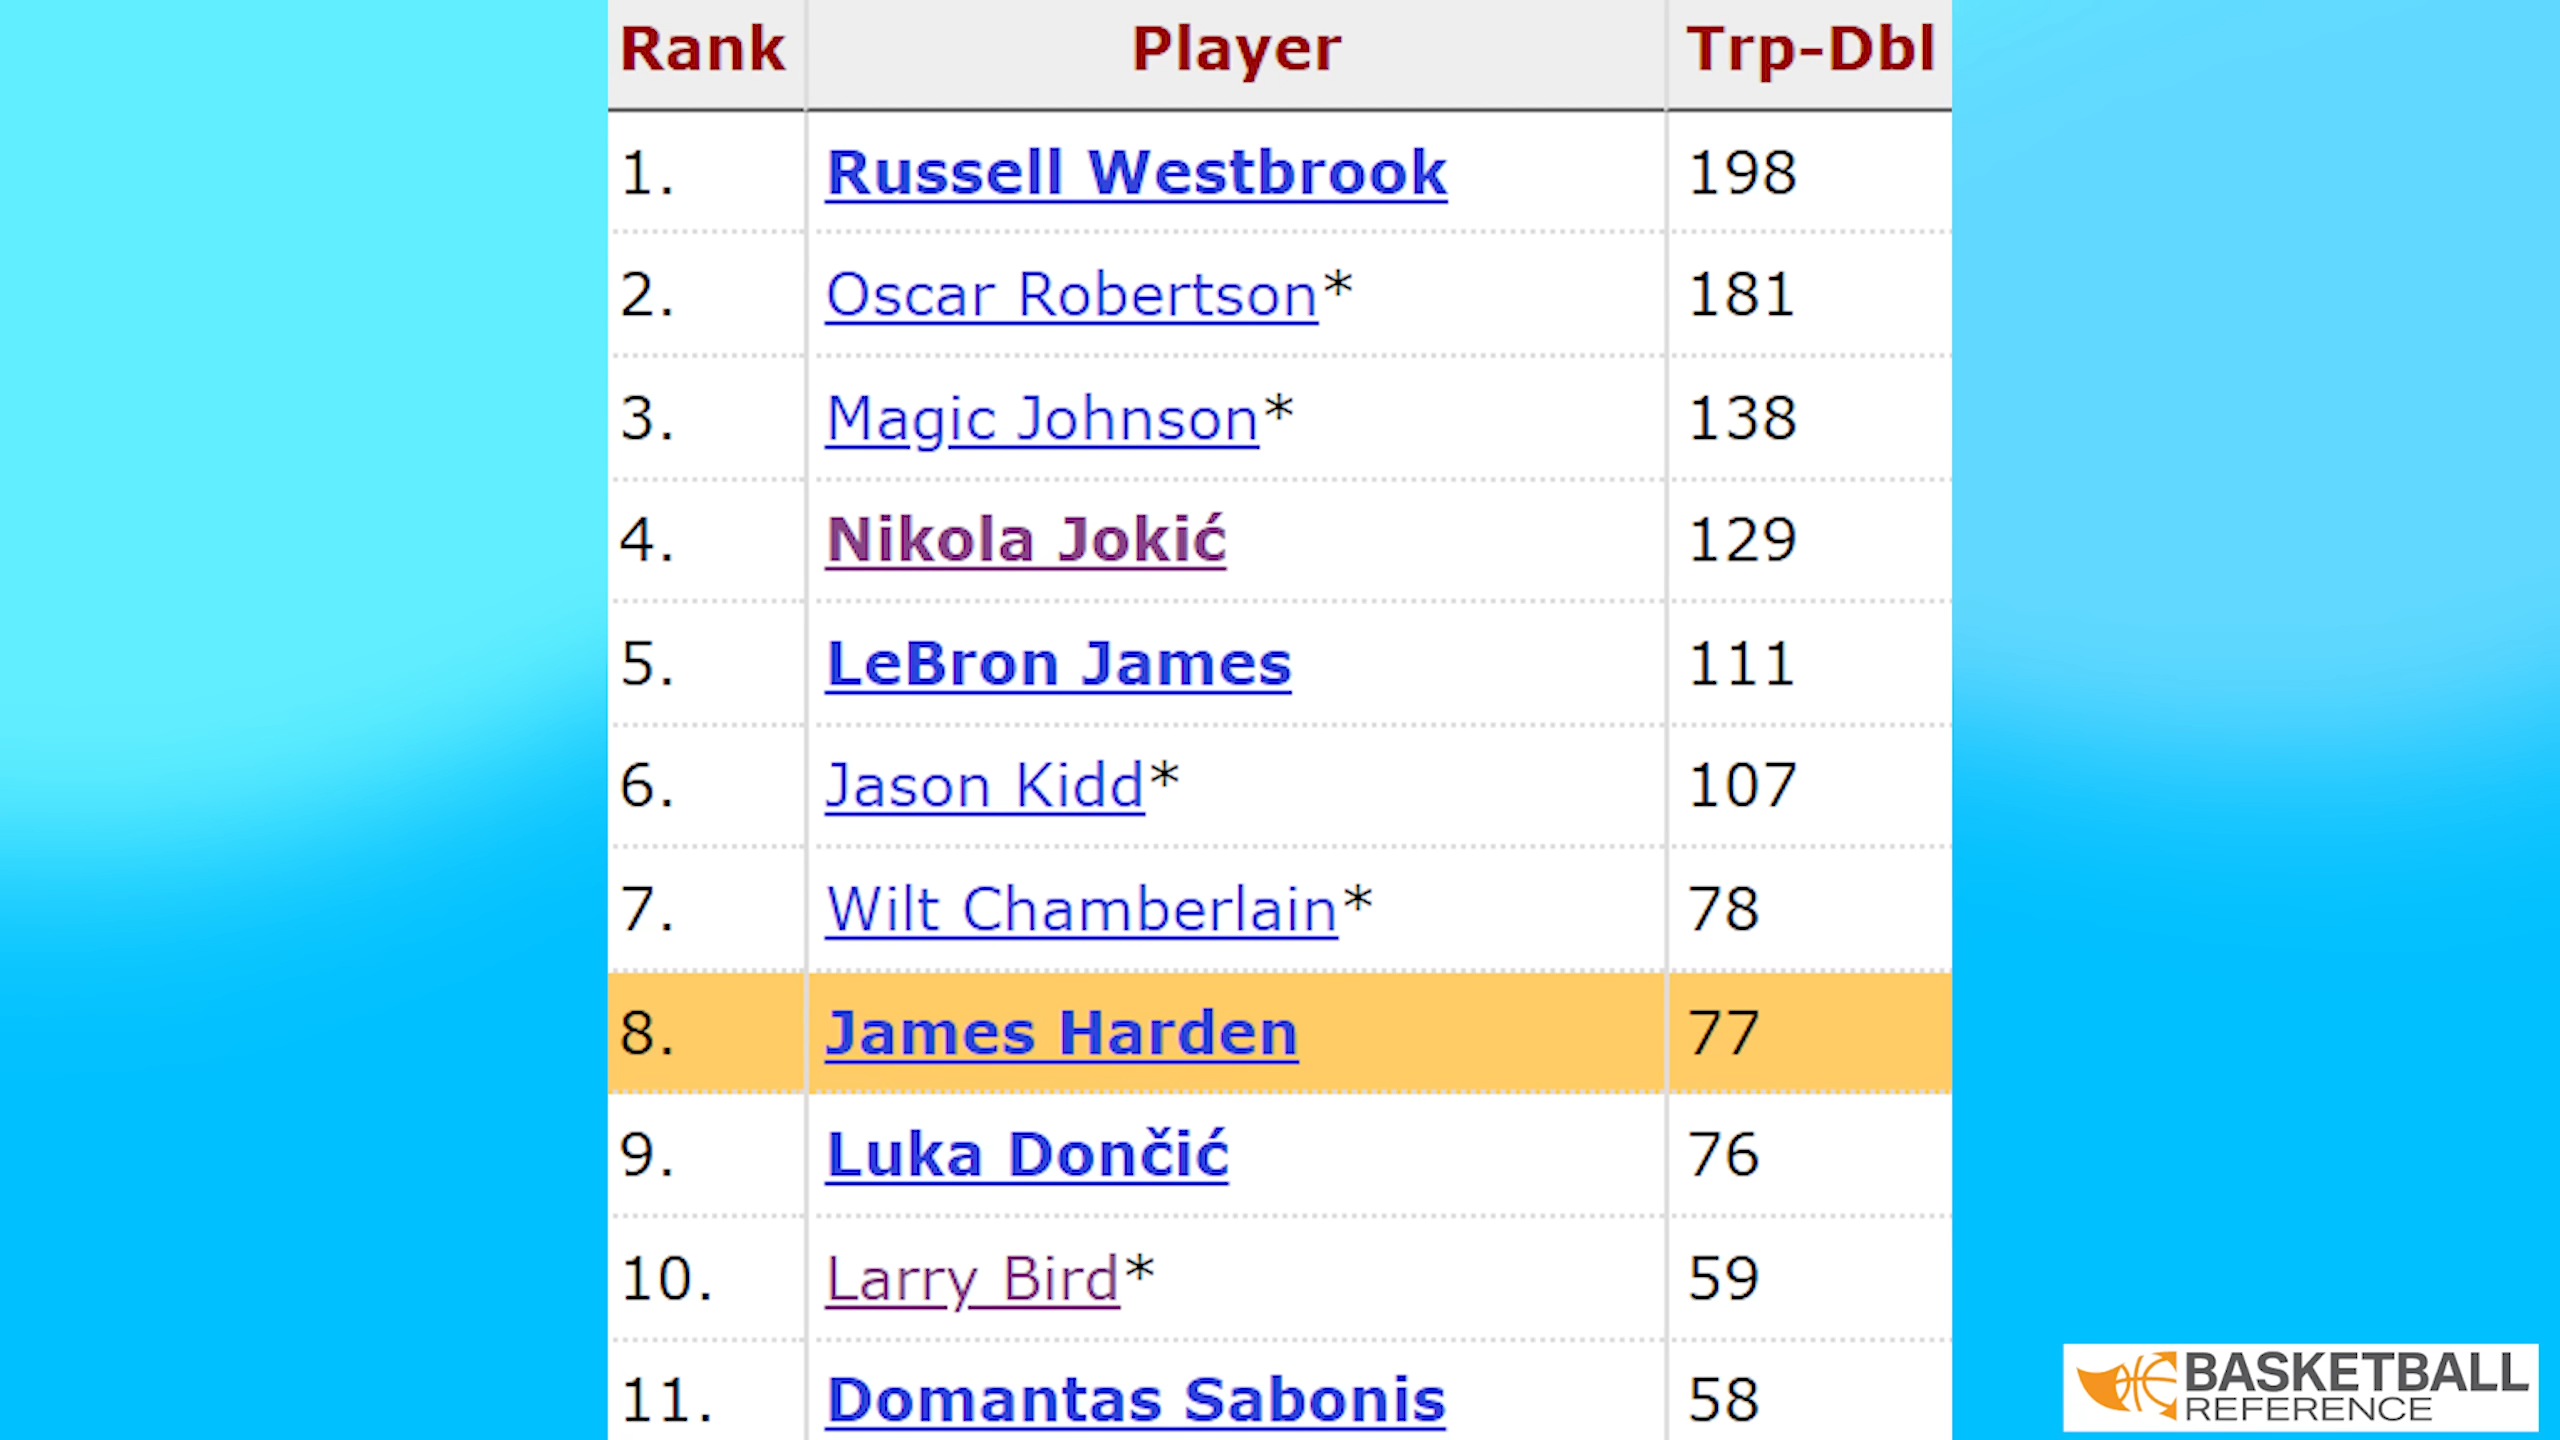 Rank Player Trp-Dbl
1. Russell Westbrook 198
2. Oscar Robertson* 181
3. Magic Johnson* 138
4. Nikola Jokić 129
5. LeBron James 111
6. Jason Kidd* 107
7. Wilt Chamberlain* 78
8. James Harden 77
9. Luka Dončić 76
10. Larry Bird* 59
11. Domantas Sabonis 58
BASKETBALL
REFERENCE